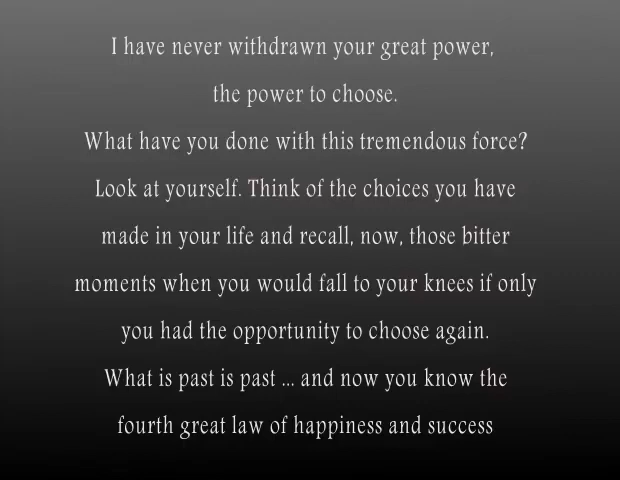 I have never withdrawn your great power,
the power to choose.
What have you done with this tremendous force?
Look at yourself. Think of the choices you have
made in your life and recall, now, those bitter
moments when you would fall to your knees if only
you had the opportunity to choose again.
What is past is past ... and now you know the
fourth great law of happiness and success